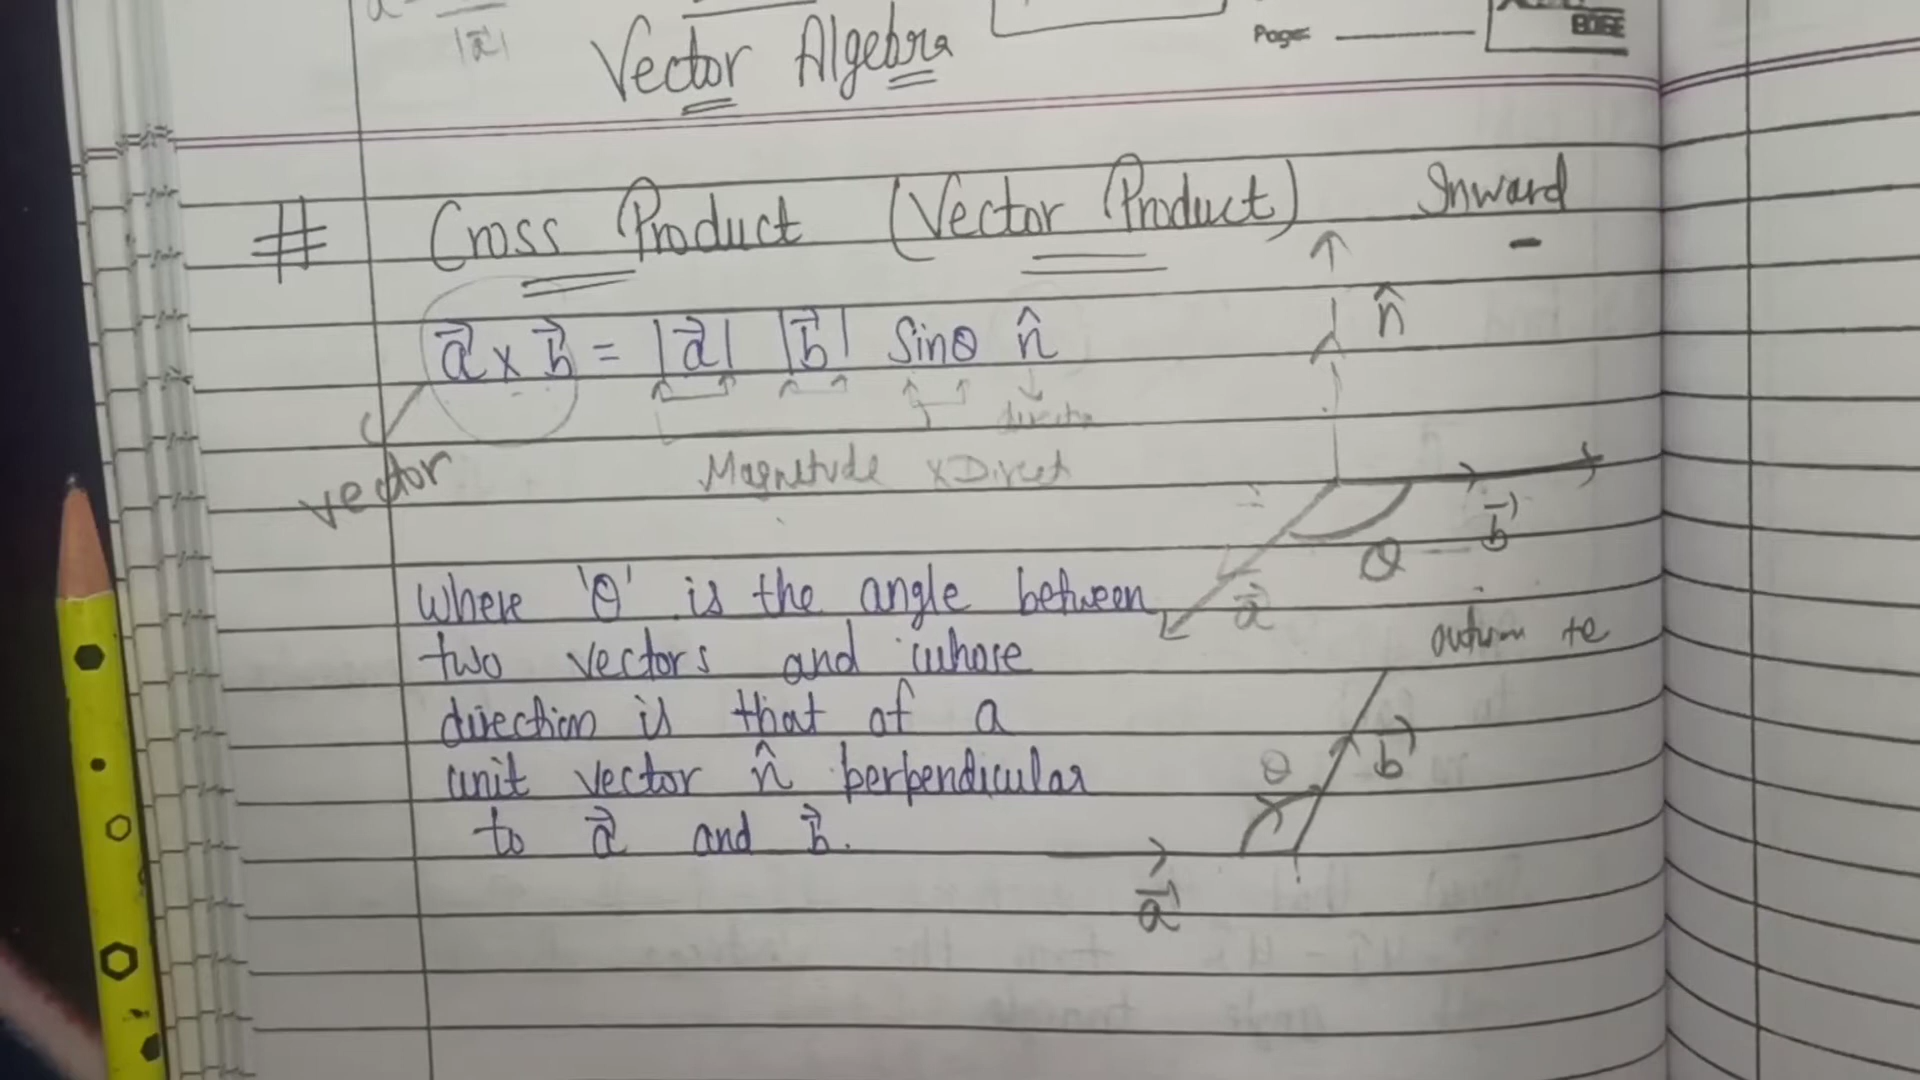 |a⃗|
Vector Algebra
Page
# Cross Product (Vector Product)
Inward
-
n̂
a⃗ x b⃗ = |a⃗| |b⃗| Sinθ n̂
Magnitude x Direct
vector
b⃗
θ
a⃗
Where 'θ' is the angle between
two vectors and whose
direction is that of a
unit vector n̂ perpendicular
to a⃗ and b⃗.
+e
θ
b⃗
a⃗